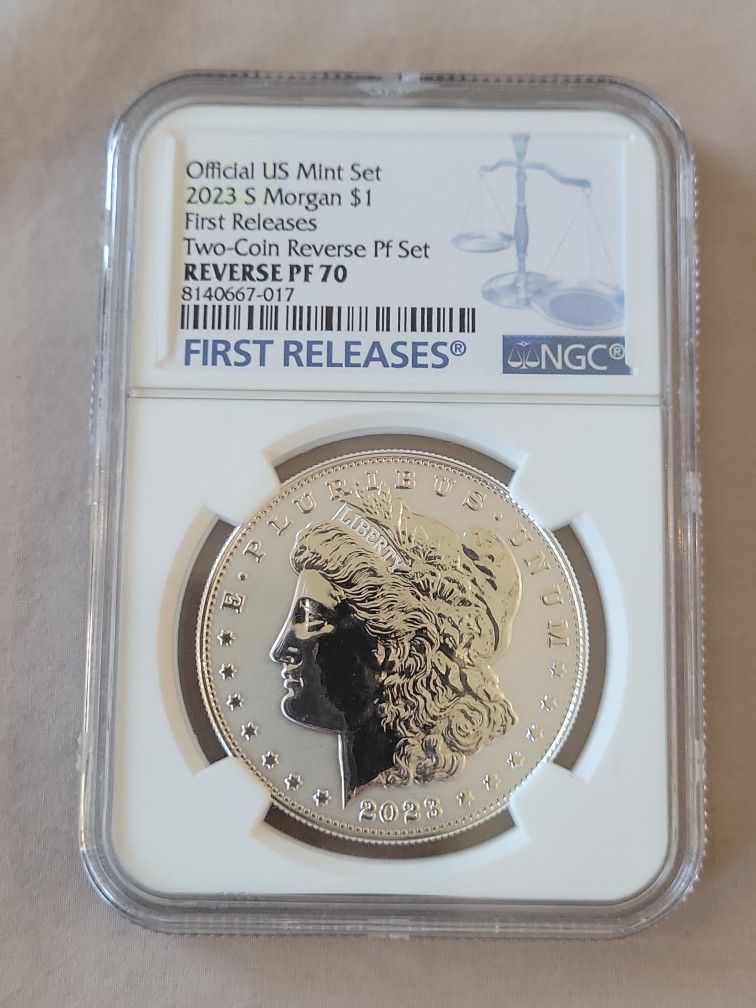 Official US Mint Set
2023 S Morgan $1
First Releases
Two-Coin Reverse Pf Set
REVERSE PF 70
8140667-017
FIRST RELEASES®
NGC®
E·PLURIBUS·UNUM
LIBERTY
2023